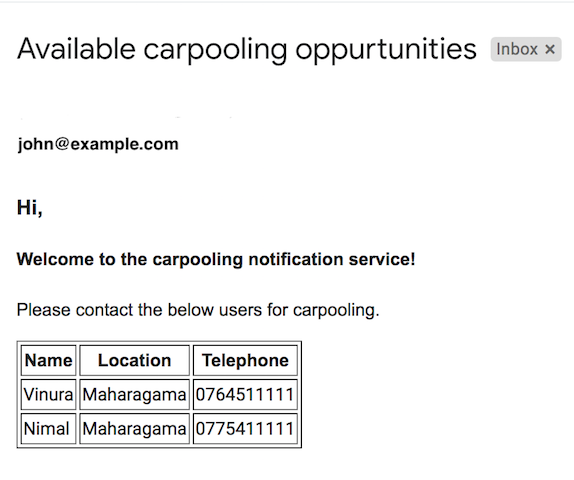 Available carpooling oppurtunities Inbox ×
john@example.com
Hi,
Welcome to the carpooling notification service!
Please contact the below users for carpooling.
Name Location Telephone
Vinura Maharagama 0764511111
Nimal Maharagama 0775411111